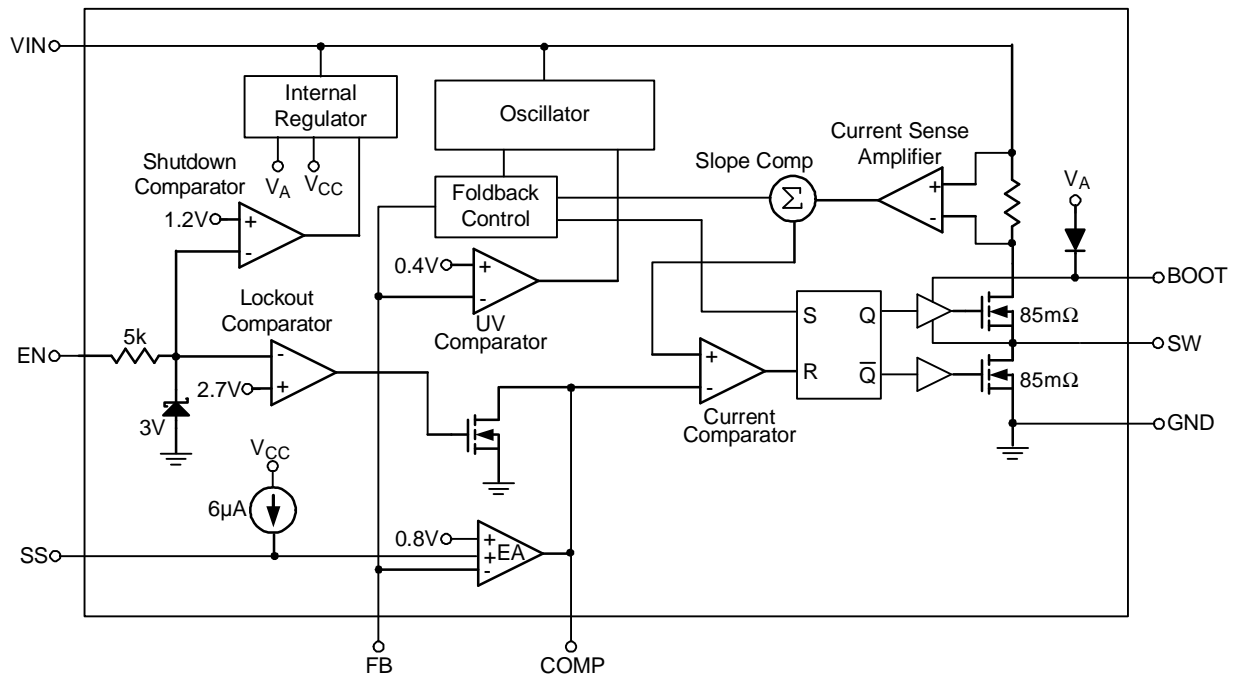 VIN
Internal
Regulator
Oscillator
Shutdown
Comparator
VA
VCC
Foldback
Control
Slope Comp
Σ
Current Sense
Amplifier
+
-
VA
1.2V
+
-
0.4V
+
-
UV
Comparator
BOOT
Lockout
Comparator
S
Q
85mΩ
EN
5k
-
+
2.7V
3V
+
-
Current
Comparator
R
Q̅
SW
85mΩ
GND
VCC
6µA
SS
0.8V
+
+
-
EA
FB
COMP